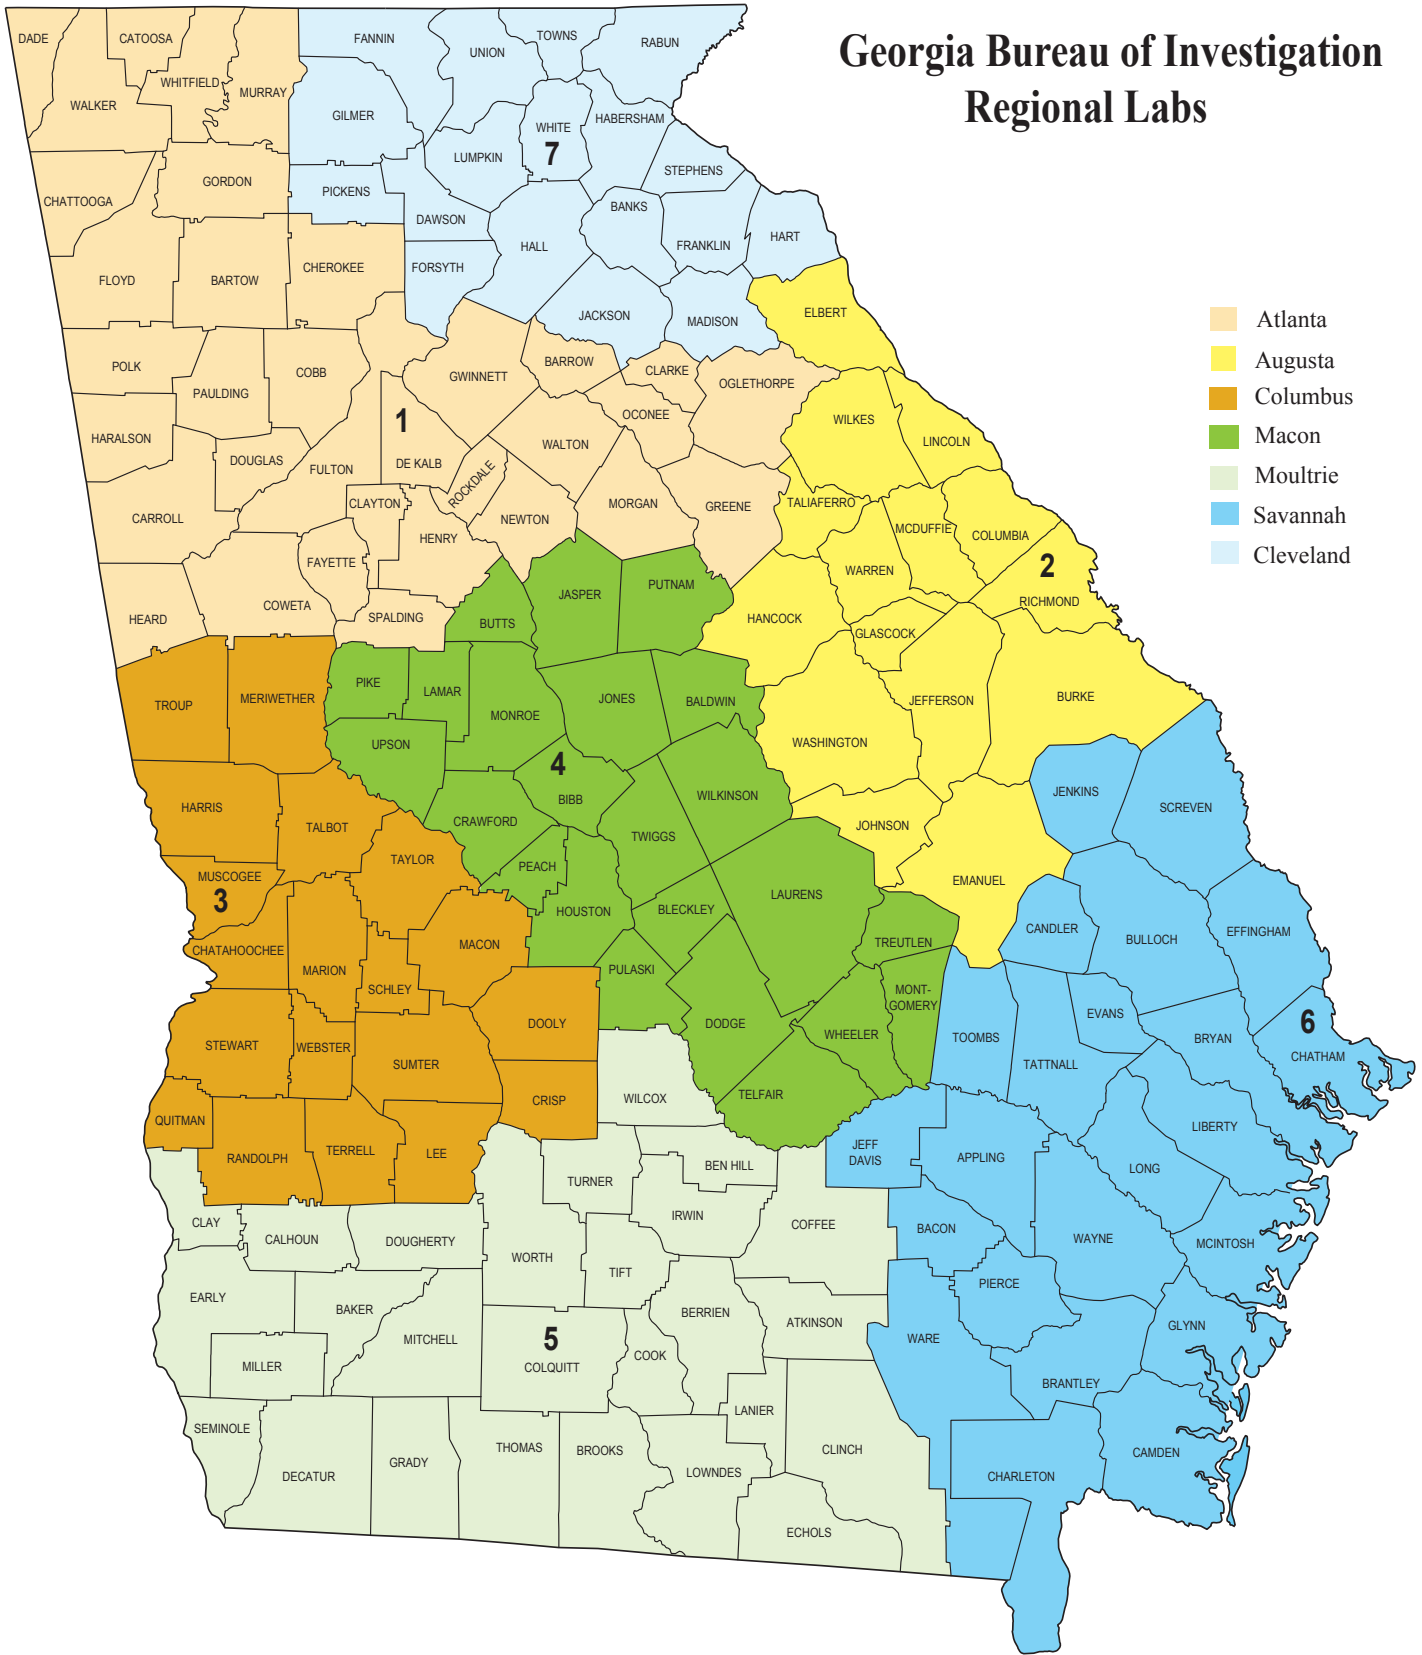 Georgia Bureau of Investigation
Regional Labs
DADE
CATOOSA
WHITFIELD
MURRAY
WALKER
FANNIN
UNION
TOWNS
RABUN
GILMER
WHITE
7
HABERSHAM
LUMPKIN
STEPHENS
CHATTOOGA
GORDON
PICKENS
DAWSON
BANKS
HALL
FRANKLIN
HART
FLOYD
BARTOW
CHEROKEE
FORSYTH
JACKSON
MADISON
ELBERT
POLK
PAULDING
COBB
GWINNETT
BARROW
CLARKE
OGLETHORPE
OCONEE
HARALSON
DOUGLAS
FULTON
1
DE KALB
ROCKDALE
WALTON
WILKES
LINCOLN
CARROLL
CLAYTON
HENRY
NEWTON
MORGAN
GREENE
TALIAFERRO
MCDUFFIE
COLUMBIA
FAYETTE
WARREN
2
RICHMOND
HEARD
COWETA
SPALDING
BUTTS
JASPER
PUTNAM
HANCOCK
GLASCOCK
TROUP
MERIWETHER
PIKE
LAMAR
MONROE
JONES
BALDWIN
JEFFERSON
BURKE
UPSON
WASHINGTON
4
BIBB
WILKINSON
JENKINS
SCREVEN
HARRIS
TALBOT
CRAWFORD
TWIGGS
JOHNSON
TAYLOR
PEACH
MUSCOGEE
3
HOUSTON
BLECKLEY
LAURENS
EMANUEL
CHATAHOOCHEE
MARION
MACON
SCHLEY
PULASKI
TREUTLEN
CANDLER
BULLOCH
EFFINGHAM
STEWART
WEBSTER
SUMTER
DOOLY
DODGE
WHEELER
MONT-
GOMERY
TOOMBS
TATTNALL
EVANS
BRYAN
6
CHATHAM
QUITMAN
RANDOLPH
TERRELL
LEE
CRISP
WILCOX
TELFAIR
JEFF
DAVIS
APPLING
LONG
LIBERTY
CLAY
CALHOUN
DOUGHERTY
WORTH
TURNER
BEN HILL
IRWIN
COFFEE
BACON
WAYNE
MCINTOSH
EARLY
BAKER
MITCHELL
TIFT
BERRIEN
ATKINSON
PIERCE
WARE
GLYNN
MILLER
5
COLQUITT
COOK
BRANTLEY
SEMINOLE
DECATUR
GRADY
THOMAS
BROOKS
LANIER
LOWNDES
CLINCH
ECHOLS
CHARLETON
CAMDEN
Atlanta
Augusta
Columbus
Macon
Moultrie
Savannah
Cleveland